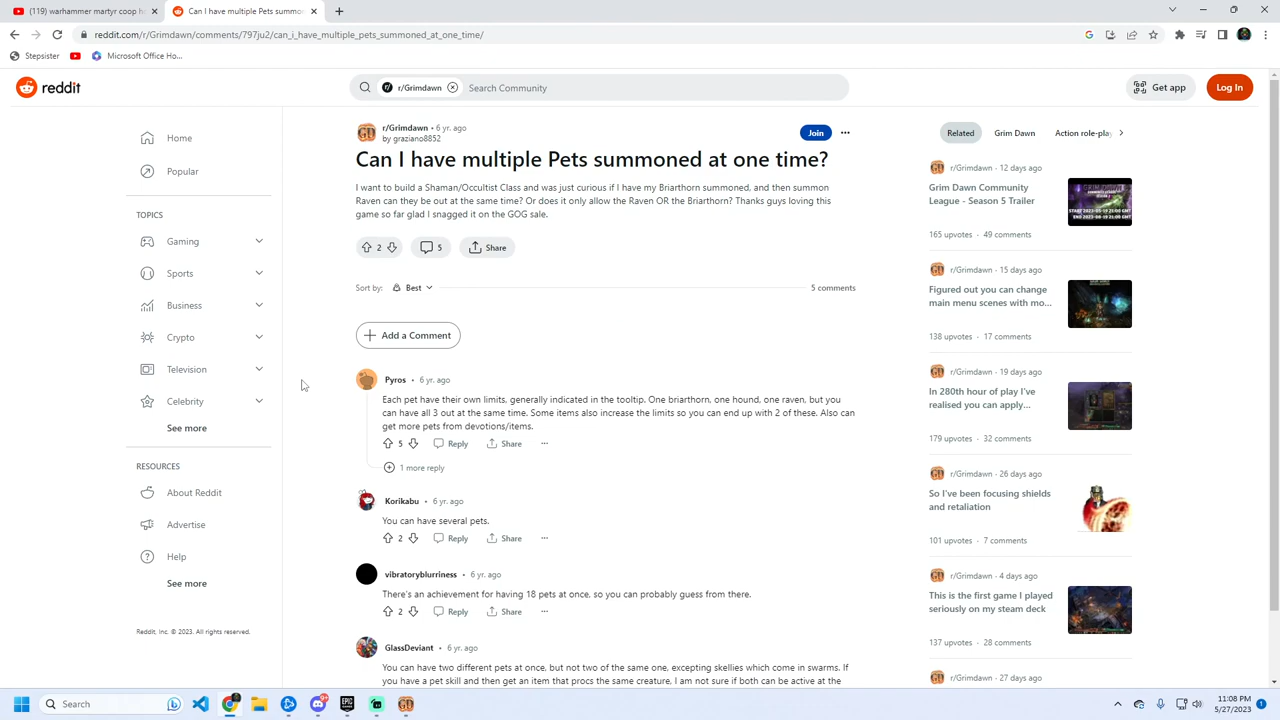 (119) warhammer marty coop h
Can I have multiple Pets summo
reddit.com/r/Grimdawn/comments/797ju2/can_i_have_multiple_pets_summoned_at_one_time/
Stepsister
Microsoft Office Ho...
reddit
r/Grimdawn
Search Community
Get app
Log In
Home
Popular
TOPICS
Gaming
Sports
Business
Crypto
Television
Celebrity
See more
RESOURCES
About Reddit
Advertise
Help
See more
Reddit, Inc. © 2023. All rights reserved.
r/Grimdawn • 6 yr. ago
by graziano8852
Join
Can I have multiple Pets summoned at one time?
I want to build a Shaman/Occultist Class and was just curious if I have my Briarthorn summoned, and then summon
Raven - are they both out at the same time? Or does it only allow the Raven OR Briarthorn? Thanks guys loving the
game so far glad I snagged it on the GOG sale.
2
5
Share
Sort by:
Best
5 comments
Add a Comment
Pyros • 6 yr. ago
Each pet have their own limits, generally indicated in the tooltip. One briarthorn, one hound, one raven, but you
can have all 3 out at the same time. Some items also increase the limits so you can end up with 2 of these. Also can
get more pets from devotions/items.
5
Reply
Share
1 more reply
Korikabu • 6 yr. ago
You can have several pets.
2
Reply
Share
vibratoryblurriness • 6 yr. ago
There's an achievement for having 18 pets at once, so you can probably guess from there.
2
Reply
Share
GlassDeviant • 6 yr. ago
You can have two different pets at once, but not two of the same one, excepting skellies which come in swarms. If
you have a pet skill and then get an item that procs the same creature, I am not sure if both can be active at the
Related
Grim Dawn
Action role-play
r/Grimdawn · 12 days ago
Grim Dawn Community
League - Season 5 Trailer
165 upvotes · 49 comments
r/Grimdawn · 15 days ago
Figured out you can change
main menu scenes with mo...
138 upvotes · 17 comments
r/Grimdawn · 19 days ago
In 280th hour of play I've
realised you can apply...
179 upvotes · 32 comments
r/Grimdawn · 26 days ago
So I've been focusing shields
and retaliation
101 upvotes · 7 comments
r/Grimdawn · 4 days ago
This is the first game I played
seriously on my steam deck
137 upvotes · 28 comments
r/Grimdawn · 27 days ago
Search
11:08 PM
5/27/2023